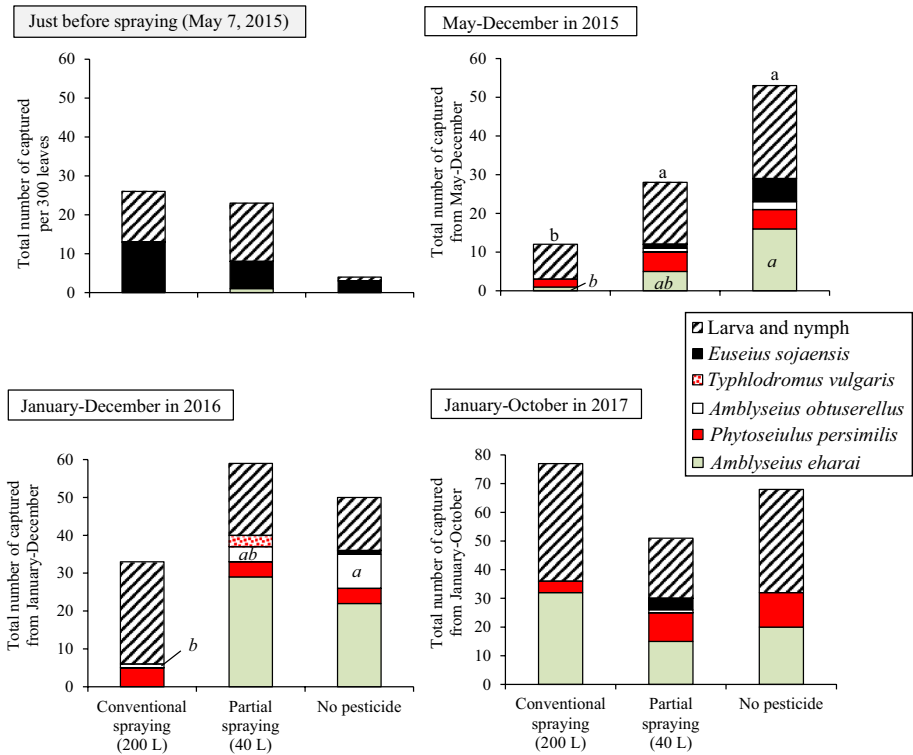 Just before spraying (May 7, 2015)
Total number of captured
per 300 leaves
60
50
40
30
20
10
0
May-December in 2015
Total number of captured
from May-December
60
50
40
30
20
10
0
b
b
a
ab
a
a
Larva and nymph
Euseius sojaensis
Typhlodromus vulgaris
Amblyseius obtuserellus
Phytoseiulus persimilis
Amblyseius eharai
January-December in 2016
Total number of captured
from January-December
60
50
40
30
20
10
0
b
ab
a
Conventional
spraying
(200 L)
Partial
spraying
(40 L)
No pesticide
January-October in 2017
Total number of captured
from January-October
80
70
60
50
40
30
20
10
0
Conventional
spraying
(200 L)
Partial
spraying
(40 L)
No pesticide